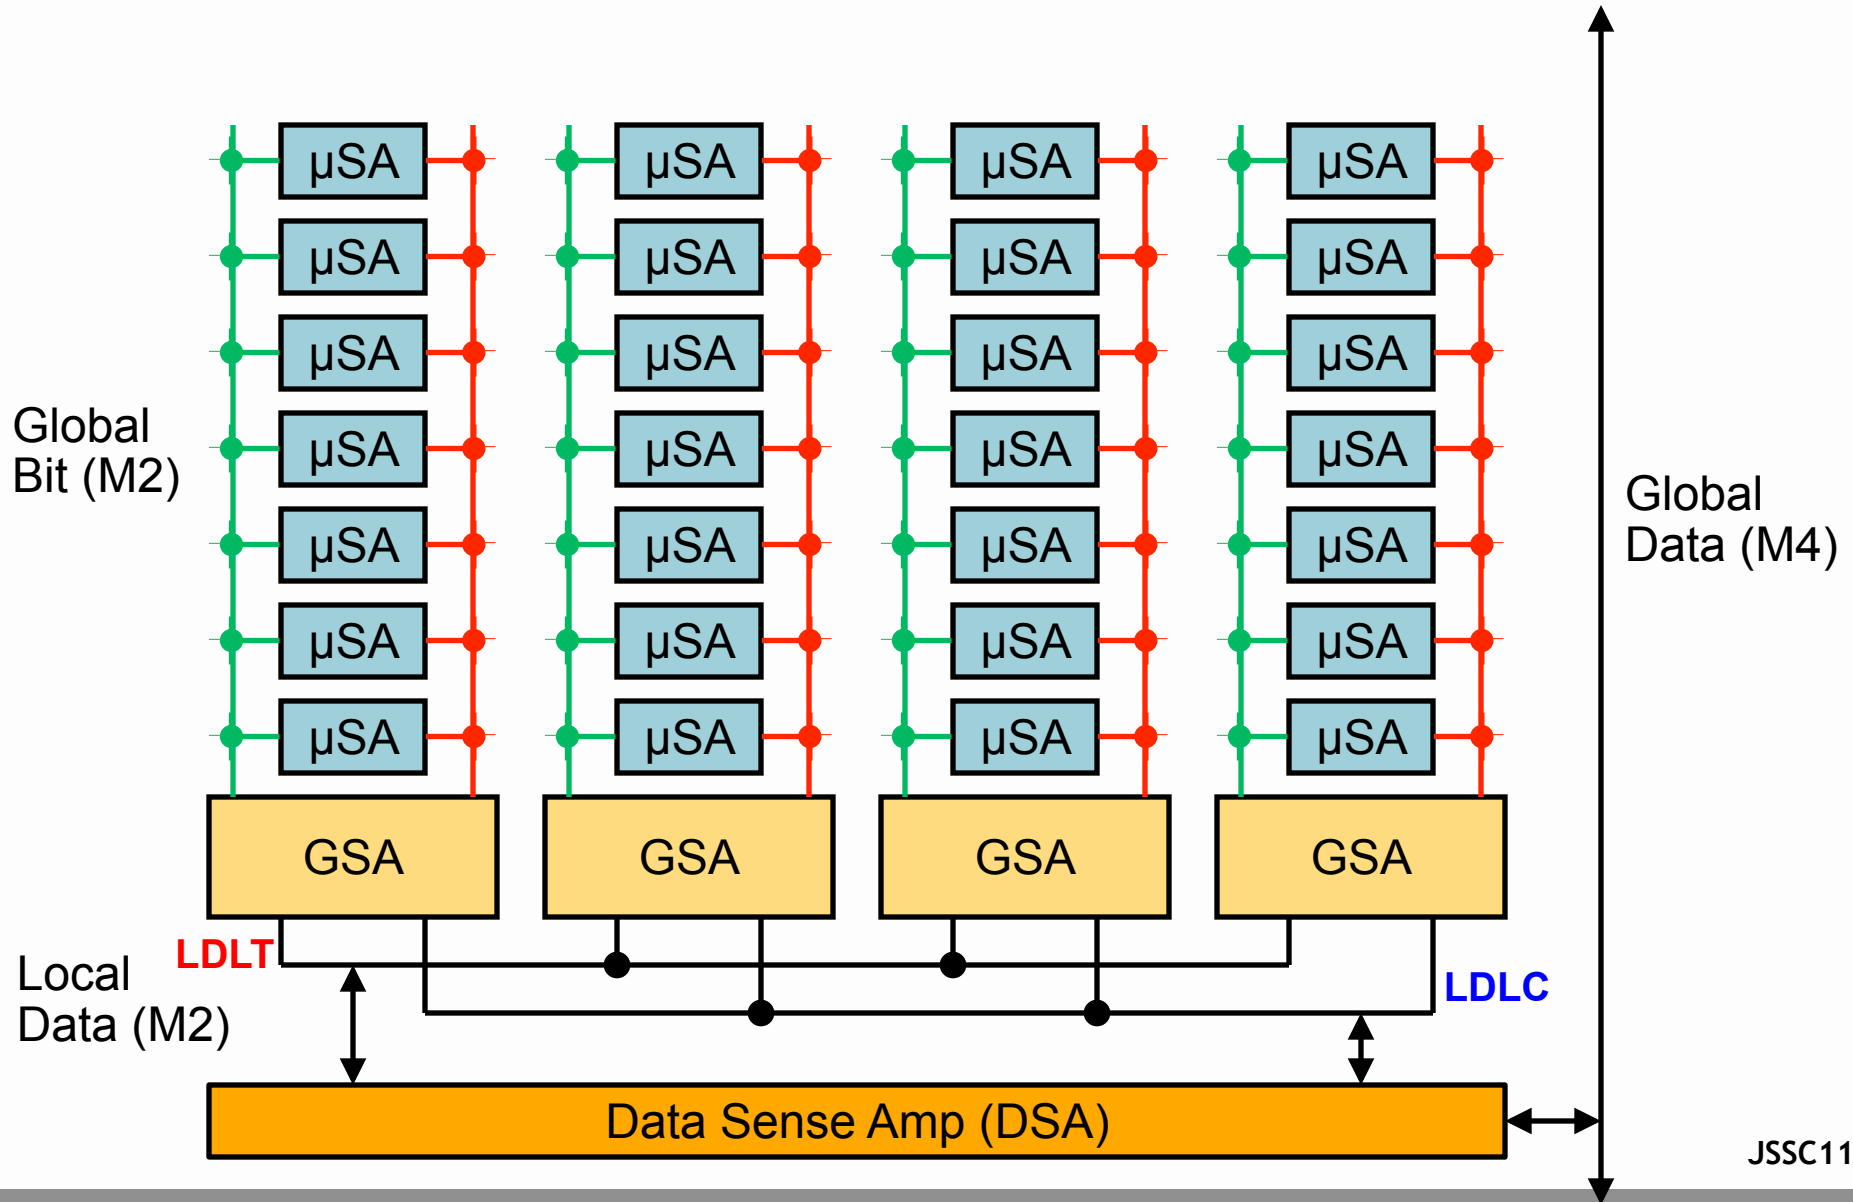 µSA µSA µSA µSA
µSA µSA µSA µSA
µSA µSA µSA µSA
Global
Bit (M2)
µSA µSA µSA µSA
Global
Data (M4)
µSA µSA µSA µSA
µSA µSA µSA µSA
µSA µSA µSA µSA
GSA GSA GSA GSA
LDLT
Local
Data (M2)
LDLC
Data Sense Amp (DSA)
JSSC11